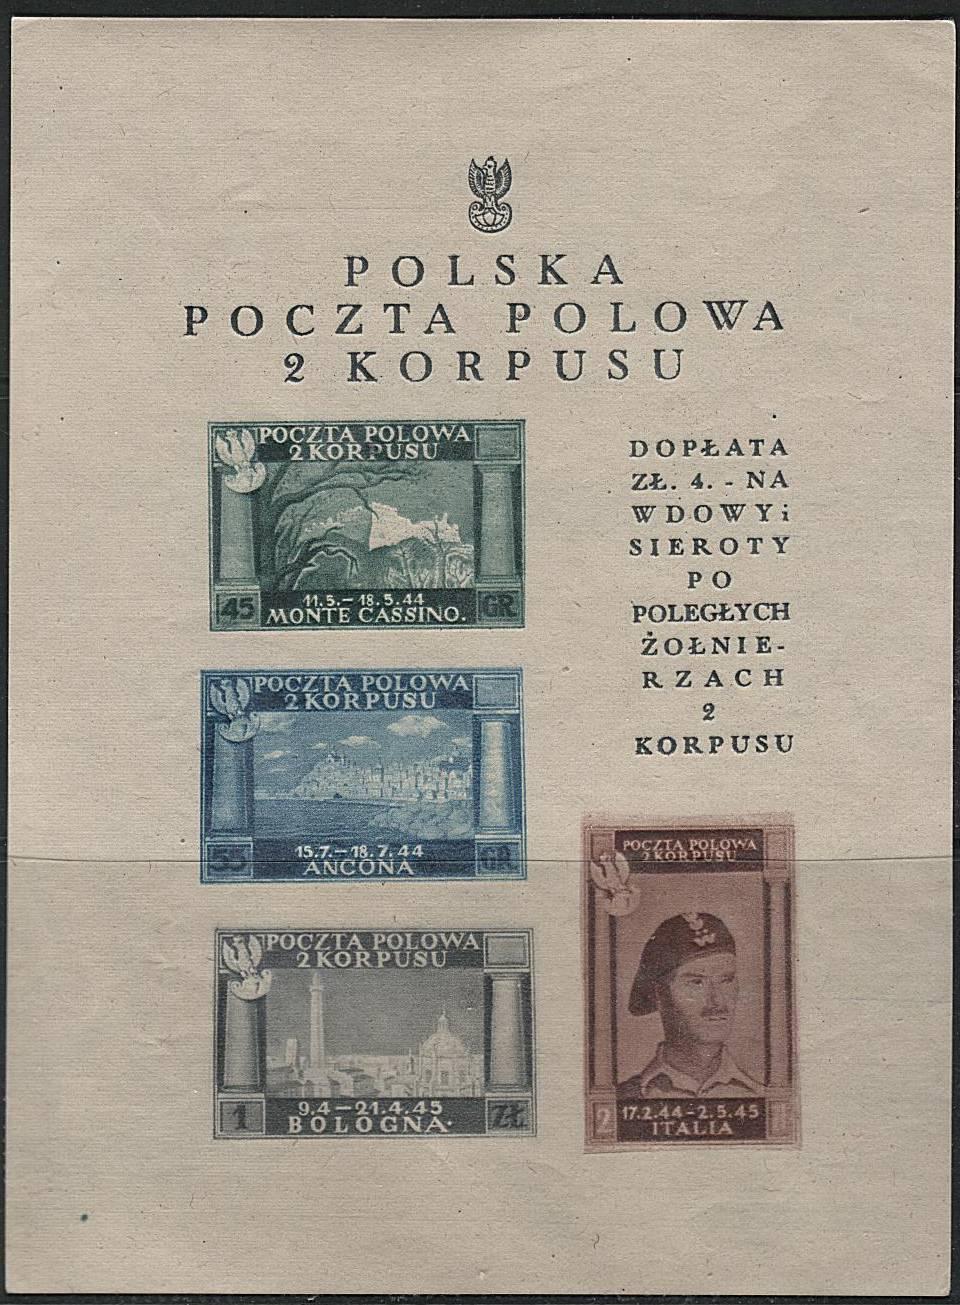 POLSKA
POCZTA POLOWA
2 KORPUSU
POCZTA POLOWA
2 KORPUSU
11.5.—18.5.44
45 MONTE CASSINO. GR
DOPŁATA
ZŁ. 4.-NA
WDOWY i
SIEROTY
PO
POLEGŁYCH
ŻOŁNIE-
RZACH
2
KORPUSU
POCZTA POLOWA
2 KORPUSU
15.7.—18.7.44
55 ANCONA GR
POCZTA POLOWA
2 KORPUSU
9.4—21.4.45
1 BOLOGNA. ZŁ
POCZTA POLOWA
2 KORPUSU
2 17.2.44-2.5.45
ITALIA